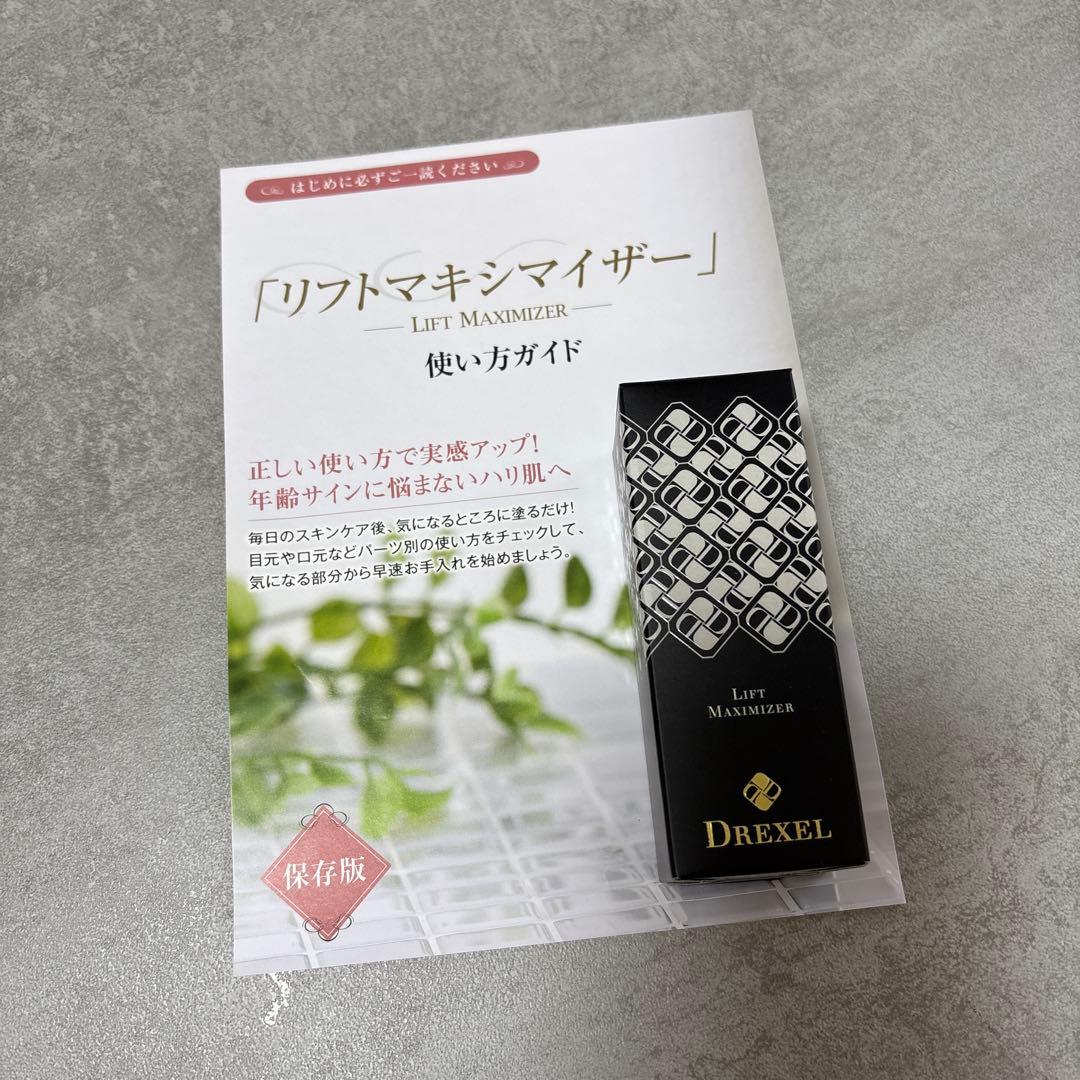 はじめに必ずご一読ください
「リフトマキシマイザー」
LIFT MAXIMIZER
使い方ガイド
正しい使い方で実感アップ!
年齢サインに悩まないハリ肌へ
毎日のスキンケア後、気になるところに塗るだけ!
目元や口元などパーツ別の使い方をチェックして、
気になる部分から早速お手入れを始めましょう。
保存版
LIFT
MAXIMIZER
DREXEL